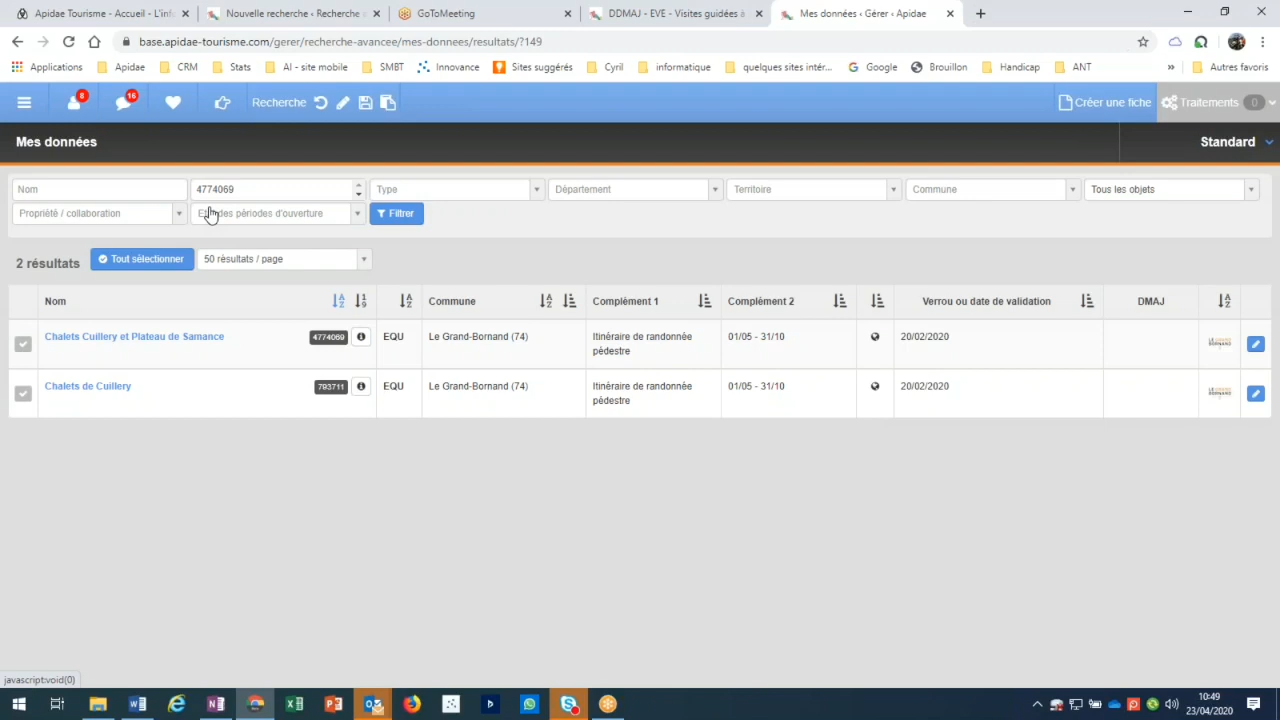 Apidae Tourisme - Accueil - L'info
Nouvelle recherche ‹ Recherche
GoToMeeting
DDMAJ - EVE - Visites guidées à
Mes données ‹ Gérer ‹ Apidae
base.apidae-tourisme.com/gerer/recherche-avancee/mes-donnees/resultats/?149
Applications Apidae CRM Stats AI - site mobile SMBT Innovance Sites suggérés Cyril informatique quelques sites intér... Google Brouillon Handicap ANT » Autres favoris
8 16 Recherche Créer une fiche Traitements 0
Mes données Standard
Nom 4774069 Type Département Territoire Commune Tous les objets
Propriété / collaboration des périodes d'ouverture Filtrer
2 résultats Tout sélectionner 50 résultats / page
Nom Commune Complément 1 Complément 2 Verrou ou date de validation DMAJ
Chalets Cuillery et Plateau de Samance 4774069 EQU Le Grand-Bornand (74) Itinéraire de randonnée 01/05 - 31/10 20/02/2020
pédestre
Chalets de Cuillery 793711 EQU Le Grand-Bornand (74) Itinéraire de randonnée 01/05 - 31/10 20/02/2020
pédestre
javascript:void(0)
10:49
23/04/2020